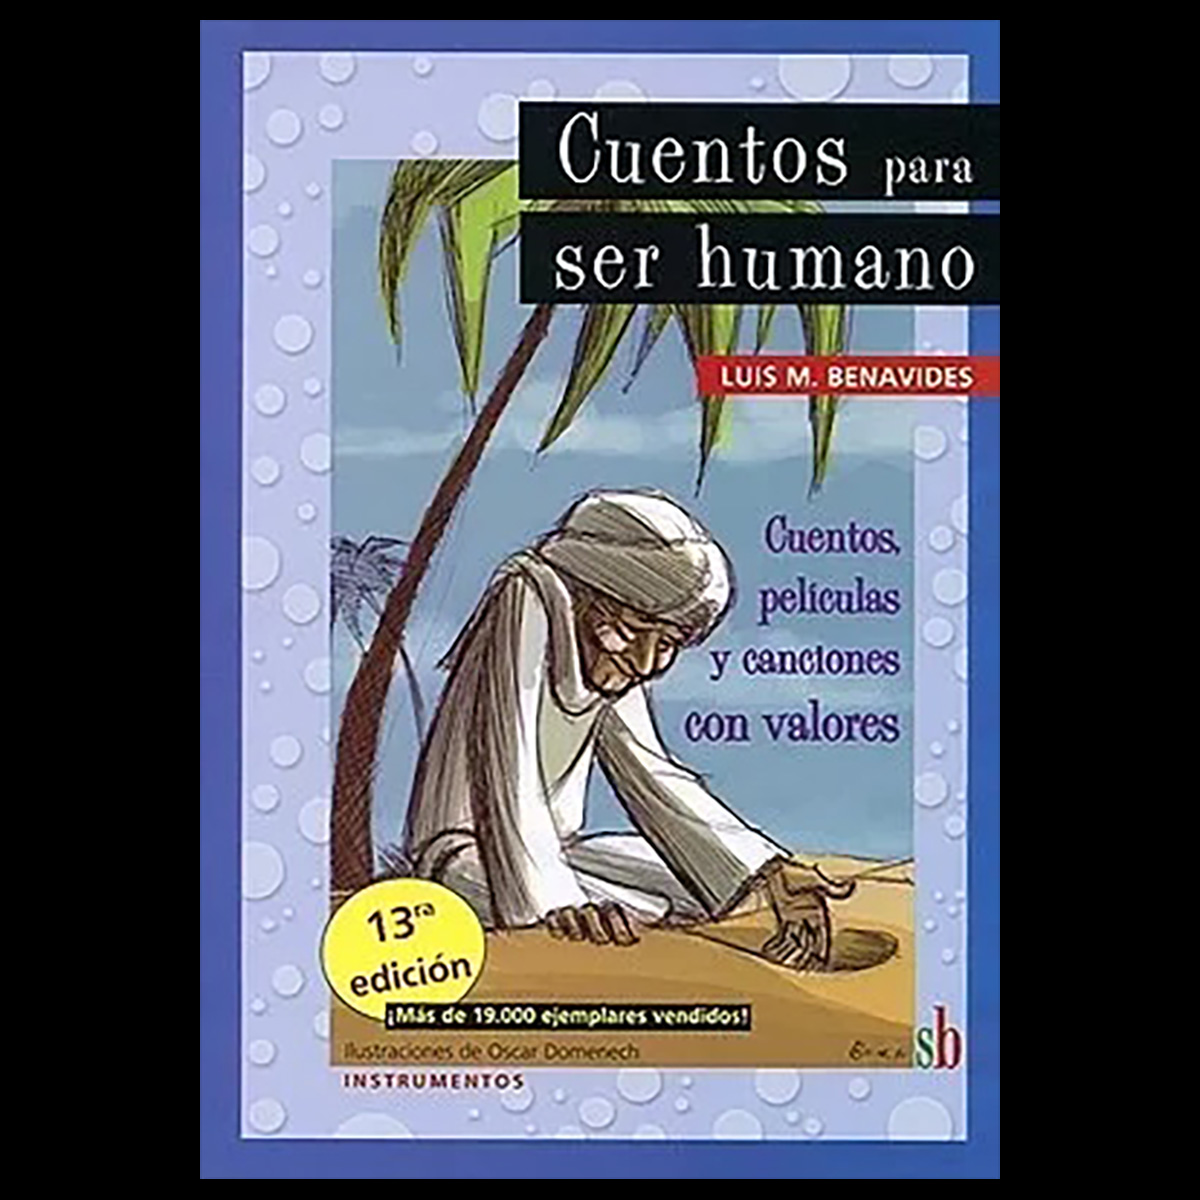 Cuentos para
ser humano
LUIS M. BENAVIDES
Cuentos,
películas
y canciones
con valores
13ra
edición
¡Más de 19.000 ejemplares vendidos!
Ilustraciones de Oscar Domenech
sb
INSTRUMENTOS